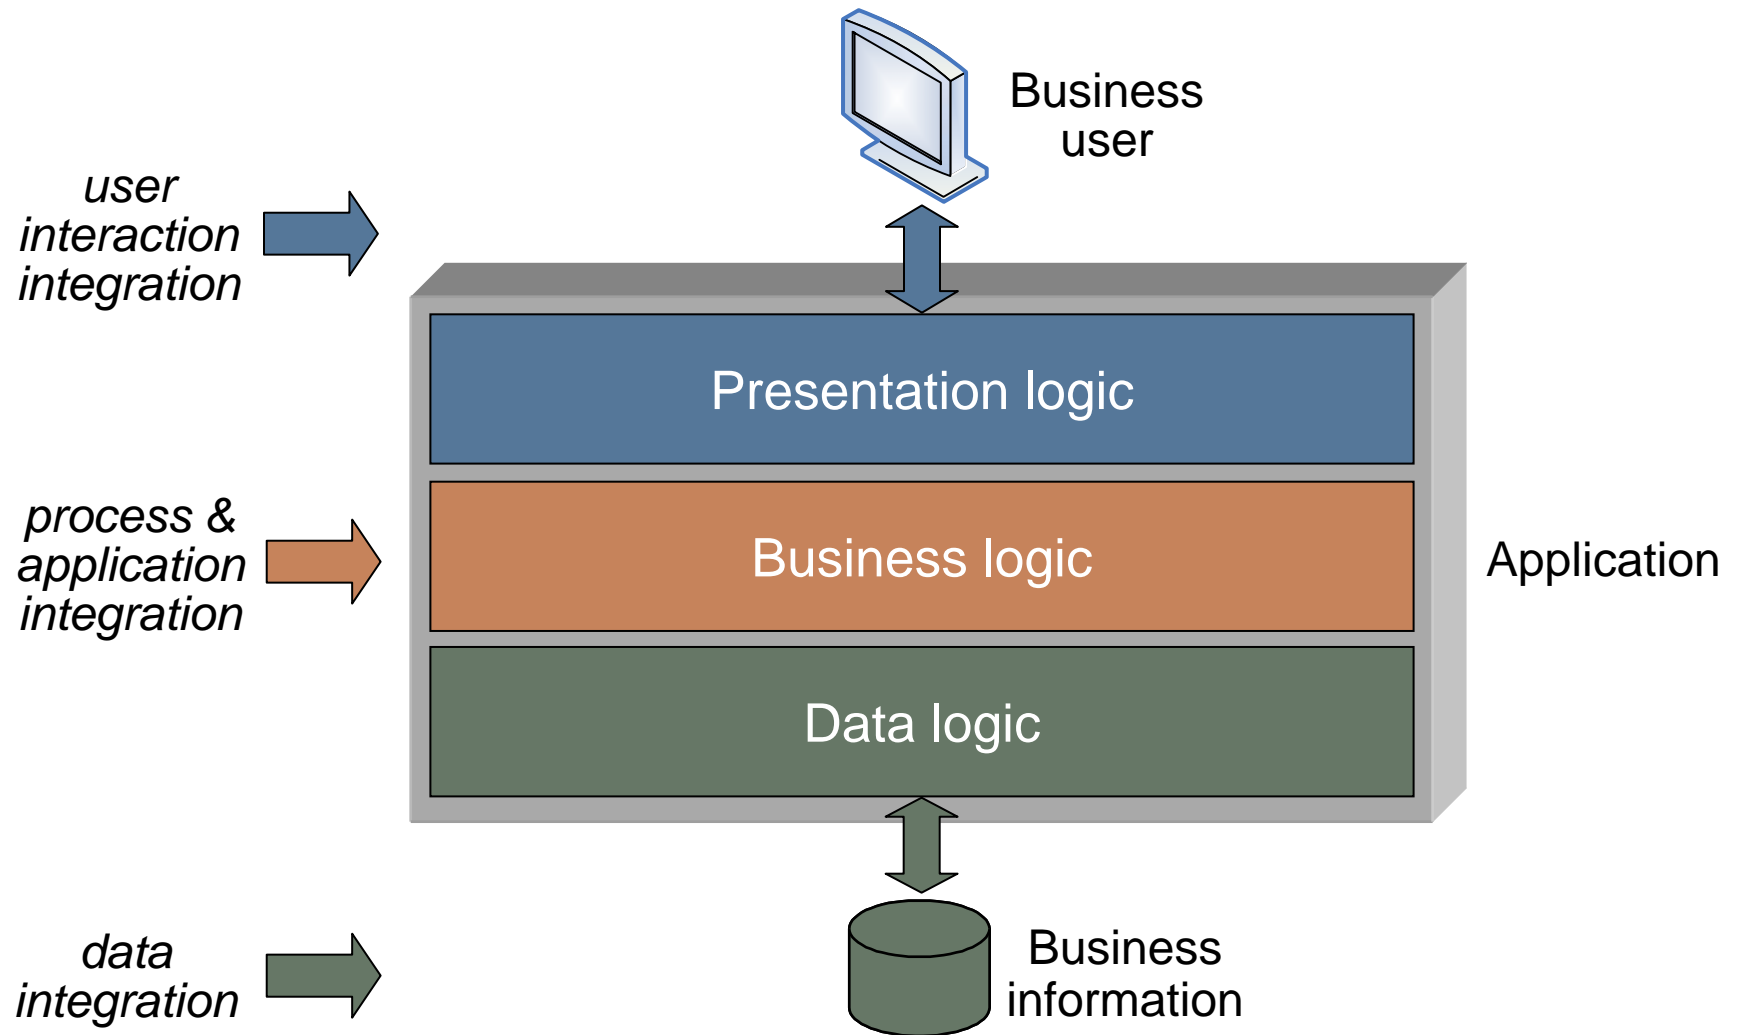 Business
user
user
interaction
integration
Presentation logic
process &
application
integration
Business logic
Application
Data logic
data
integration
Business
information